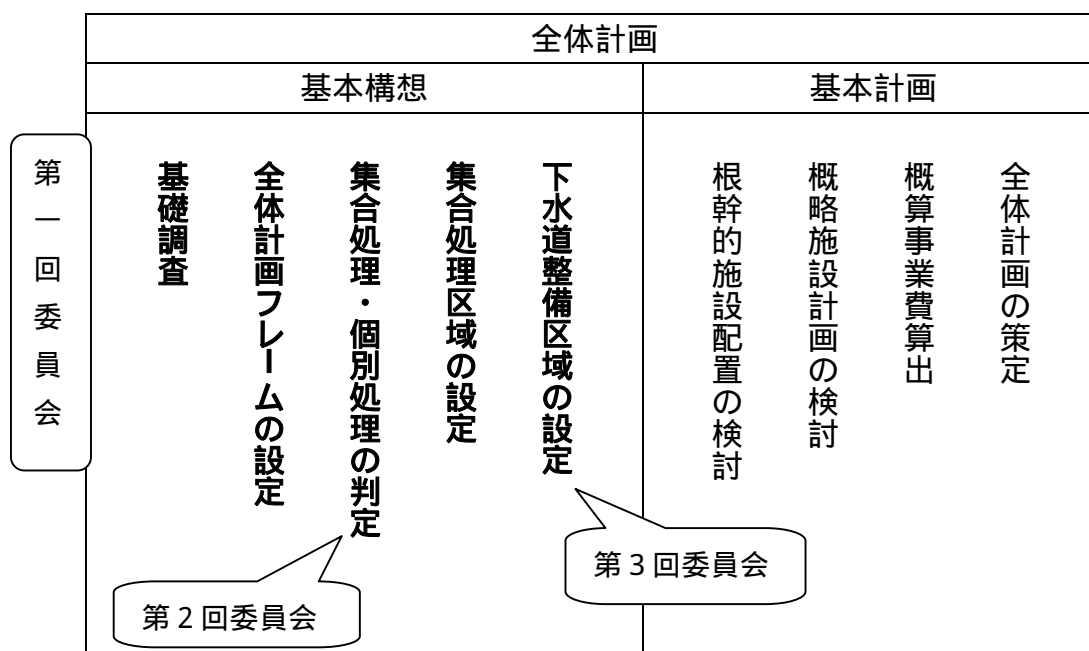 全体計画
基本構想
基本計画
第一回委員会
基礎調査
全体計画フレームの設定
集合処理・個別処理の判定
集合処理区域の設定
下水道整備区域の設定
根幹的施設配置の検討
概略施設計画の検討
概算事業費算出
全体計画の策定
第2回委員会
第3回委員会